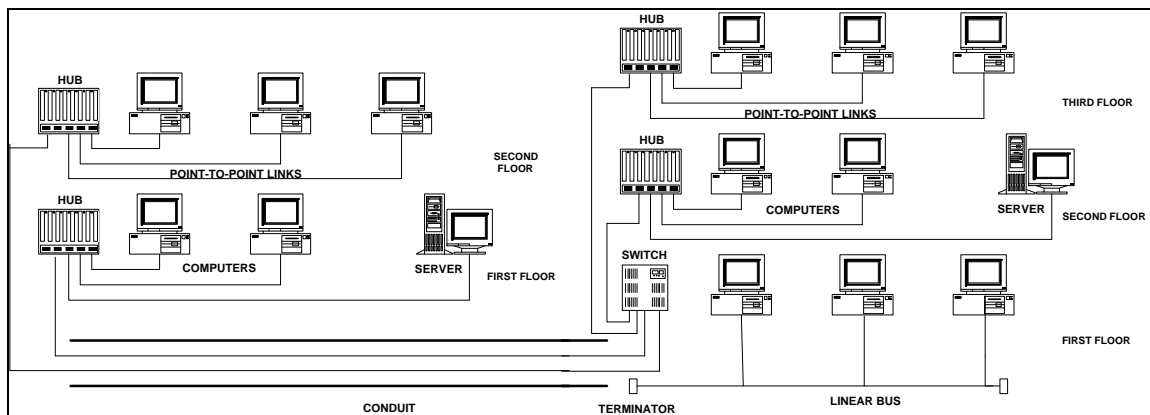 HUB
POINT-TO-POINT LINKS
SECOND
FLOOR
HUB
COMPUTERS
SERVER
FIRST FLOOR
HUB
POINT-TO-POINT LINKS
THIRD FLOOR
HUB
COMPUTERS
SERVER
SECOND FLOOR
SWITCH
FIRST FLOOR
CONDUIT
TERMINATOR
LINEAR BUS